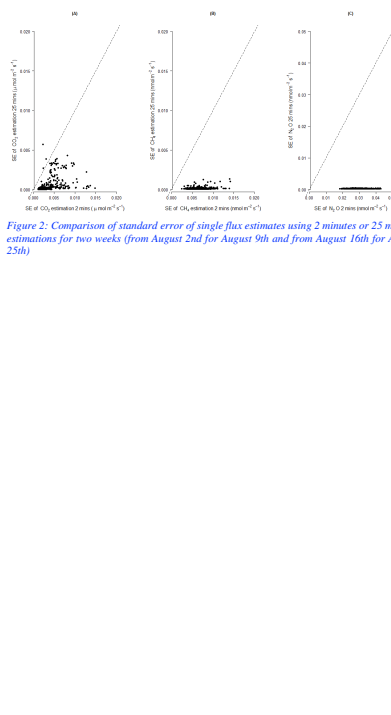 (A)
(B)
(C)
0.020
0.015
0.010
0.005
0.000
SE of CO2 estimation 25 mins (μ mol m−2 s−1)
0.000 0.005 0.010 0.015 0.020
SE of CO2 estimation 2 mins ( μ mol m−2 s−1)
0.020
0.015
0.010
0.005
0.000
SE of CH4 estimation 25 mins (nmol m−2 s−1)
0.000 0.005 0.010 0.015 0.020
SE of CH4 estimation 2 mins (nmol m−2 s−1)
0.05
0.04
0.03
0.02
0.01
0.00
SE of N2 O 25 mins (nmol m−2 s−1)
0.00 0.01 0.02 0.03 0.04
SE of N2 O 2 mins (nmol m−2 s−1)
Figure 2: Comparison of standard error of single flux estimates using 2 minutes or 25
estimations for two weeks (from August 2nd for August 9th and from August 16th for
25th)